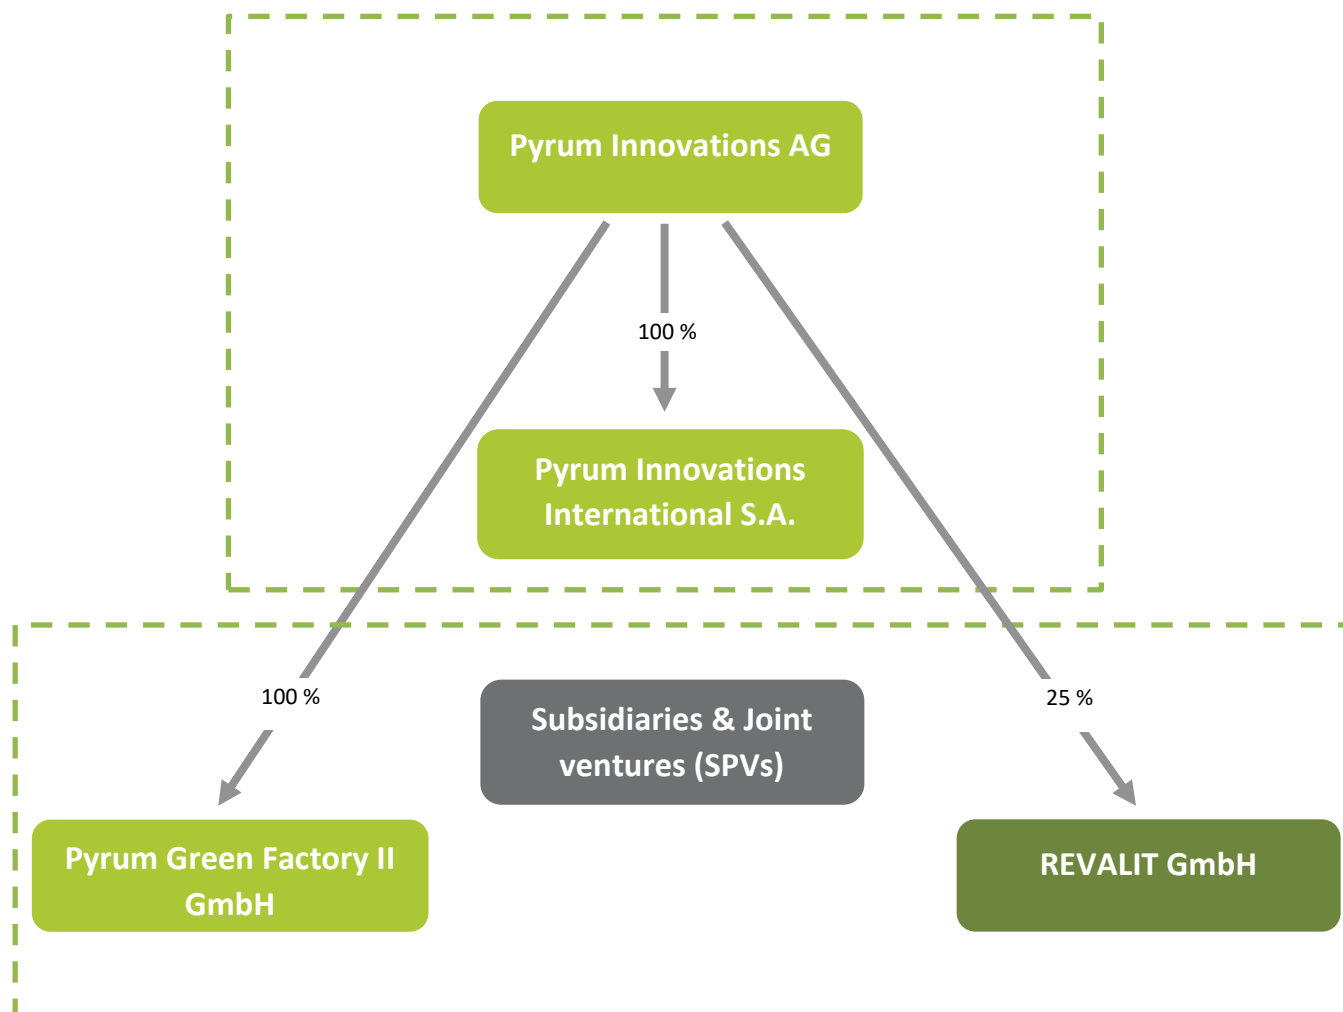 Pyrum Innovations AG
100 %
Pyrum Innovations
International S.A.
100 %
Subsidiaries & Joint
ventures (SPVs)
25 %
Pyrum Green Factory II
GmbH
REVALIT GmbH